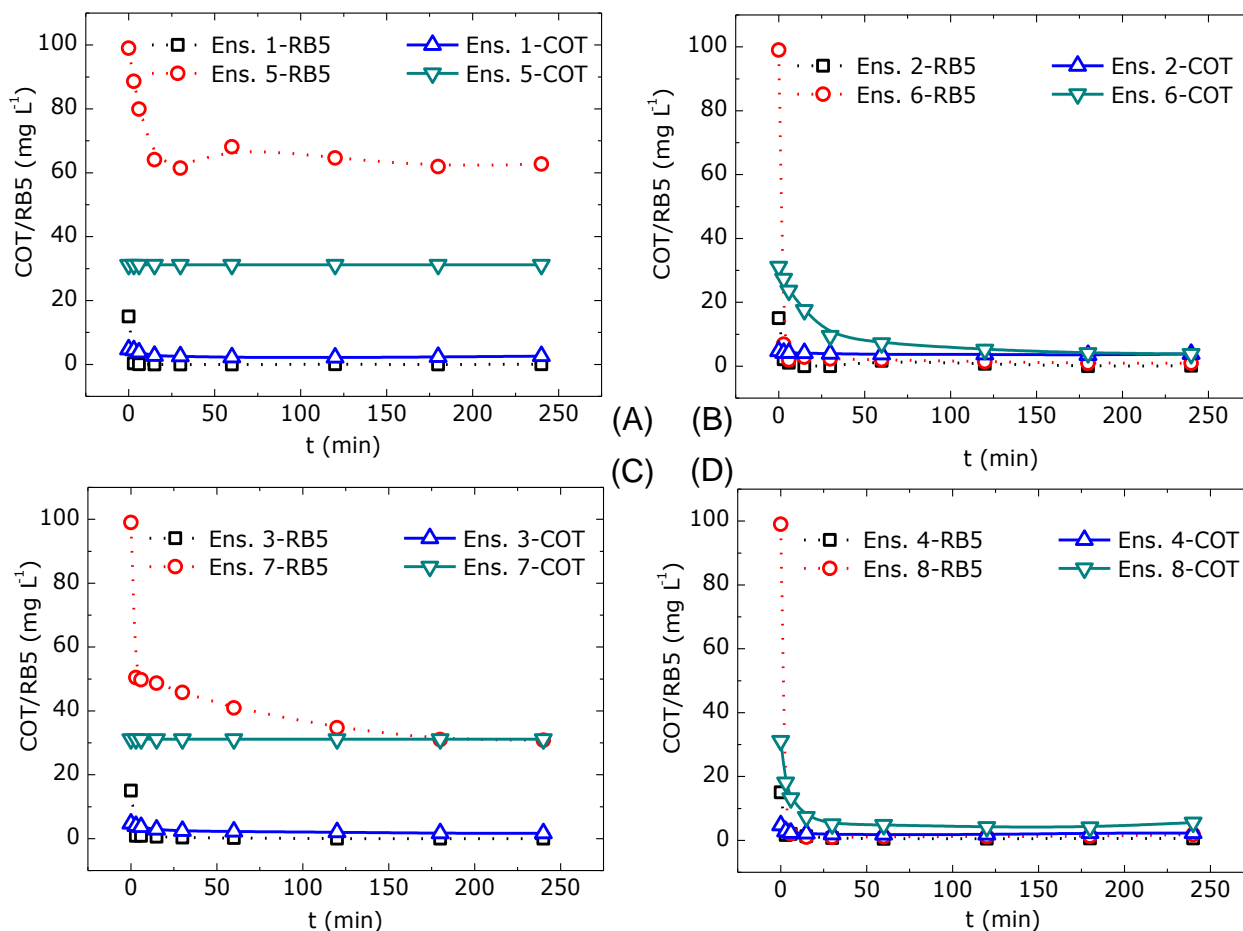 Ens. 1-RB5 Ens. 1-COT
Ens. 5-RB5 Ens. 5-COT
COT/RB5 (mg L⁻¹)
100
80
60
40
20
0
0 50 100 150 200 250
t (min)
(A)
Ens. 2-RB5 Ens. 2-COT
Ens. 6-RB5 Ens. 6-COT
COT/RB5 (mg L⁻¹)
100
80
60
40
20
0
0 50 100 150 200 250
t (min)
(B)
(C)
Ens. 3-RB5 Ens. 3-COT
Ens. 7-RB5 Ens. 7-COT
COT/RB5 (mg L⁻¹)
100
80
60
40
20
0
0 50 100 150 200 250
t (min)
(D)
Ens. 4-RB5 Ens. 4-COT
Ens. 8-RB5 Ens. 8-COT
COT/RB5 (mg L⁻¹)
100
80
60
40
20
0
0 50 100 150 200 250
t (min)